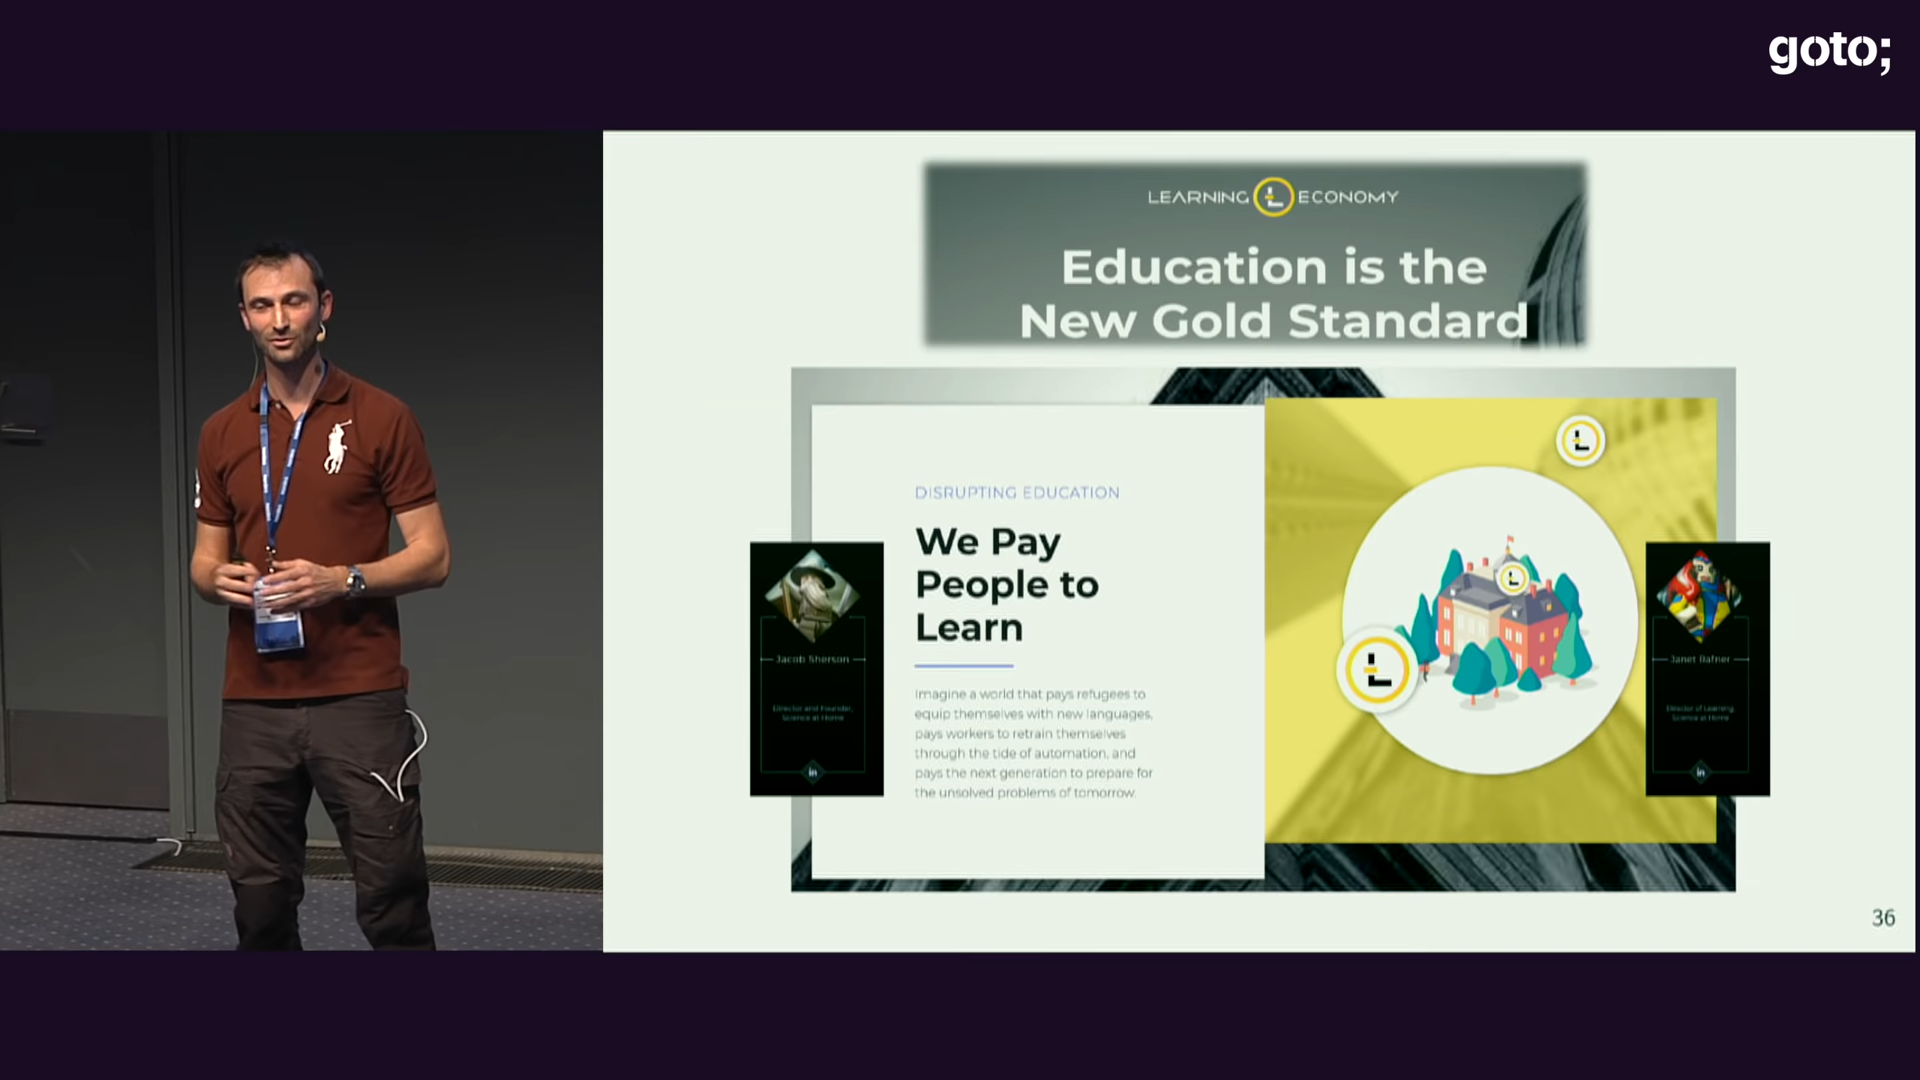 goto;
LEARNING Ł ECONOMY
Education is the
New Gold Standard
DISRUPTING EDUCATION
We Pay
People to
Learn
Imagine a world that pays refugees to
equip themselves with new languages,
pays workers to retrain themselves
through the tide of automation, and
pays the next generation to prepare for
the unsolved problems of tomorrow.
Jacob Sherson
Director and Founder,
Science at Home
in
Janet Rafner
Director of Learning
Science at Home
in
36